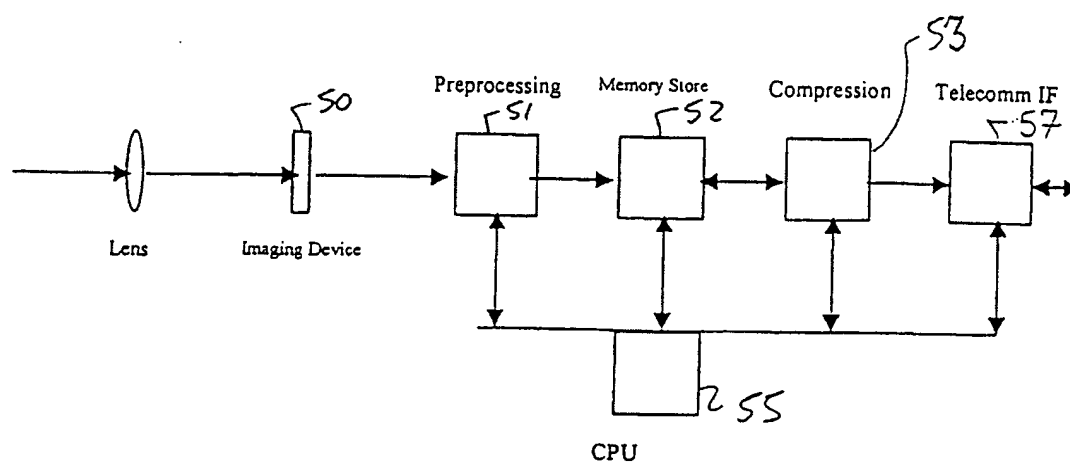 53
Preprocessing
Memory Store
Compression
Telecomm IF
50
51
52
57
Lens
Imaging Device
55
CPU